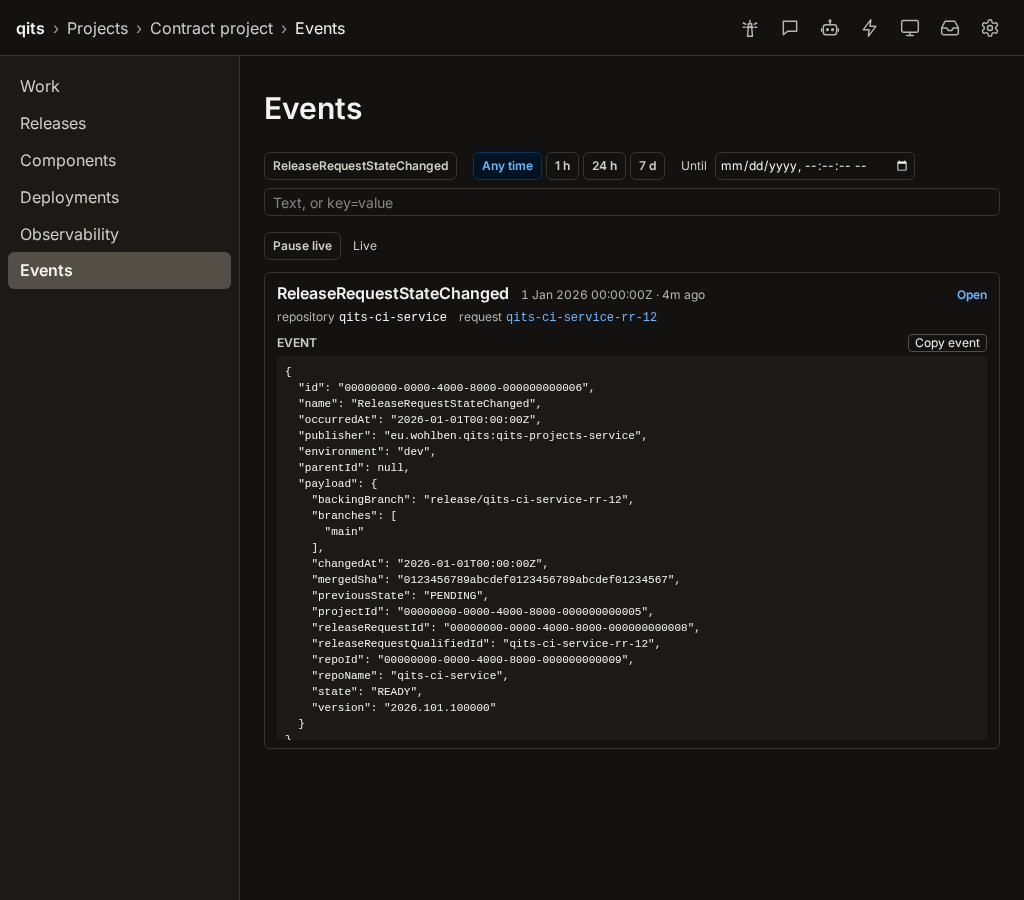 qits › Projects › Contract project › Events
Work
Releases
Components
Deployments
Observability
Events
Events
ReleaseRequestStateChanged Any time 1 h 24 h 7 d Until mm/dd/yyyy, --:--:-- --
Text, or key=value
Pause live Live
ReleaseRequestStateChanged 1 Jan 2026 00:00:00Z · 4m ago Open
repository qits-ci-service request qits-ci-service-rr-12
EVENT Copy event
{
  "id": "00000000-0000-4000-8000-000000000006",
  "name": "ReleaseRequestStateChanged",
  "occurredAt": "2026-01-01T00:00:00Z",
  "publisher": "eu.wohlben.qits:qits-projects-service",
  "environment": "dev",
  "parentId": null,
  "payload": {
    "backingBranch": "release/qits-ci-service-rr-12",
    "branches": [
      "main"
    ],
    "changedAt": "2026-01-01T00:00:00Z",
    "mergedSha": "0123456789abcdef0123456789abcdef01234567",
    "previousState": "PENDING",
    "projectId": "00000000-0000-4000-8000-000000000005",
    "releaseRequestId": "00000000-0000-4000-8000-000000000008",
    "releaseRequestQualifiedId": "qits-ci-service-rr-12",
    "repoId": "00000000-0000-4000-8000-000000000009",
    "repoName": "qits-ci-service",
    "state": "READY",
    "version": "2026.101.100000"
  }
}